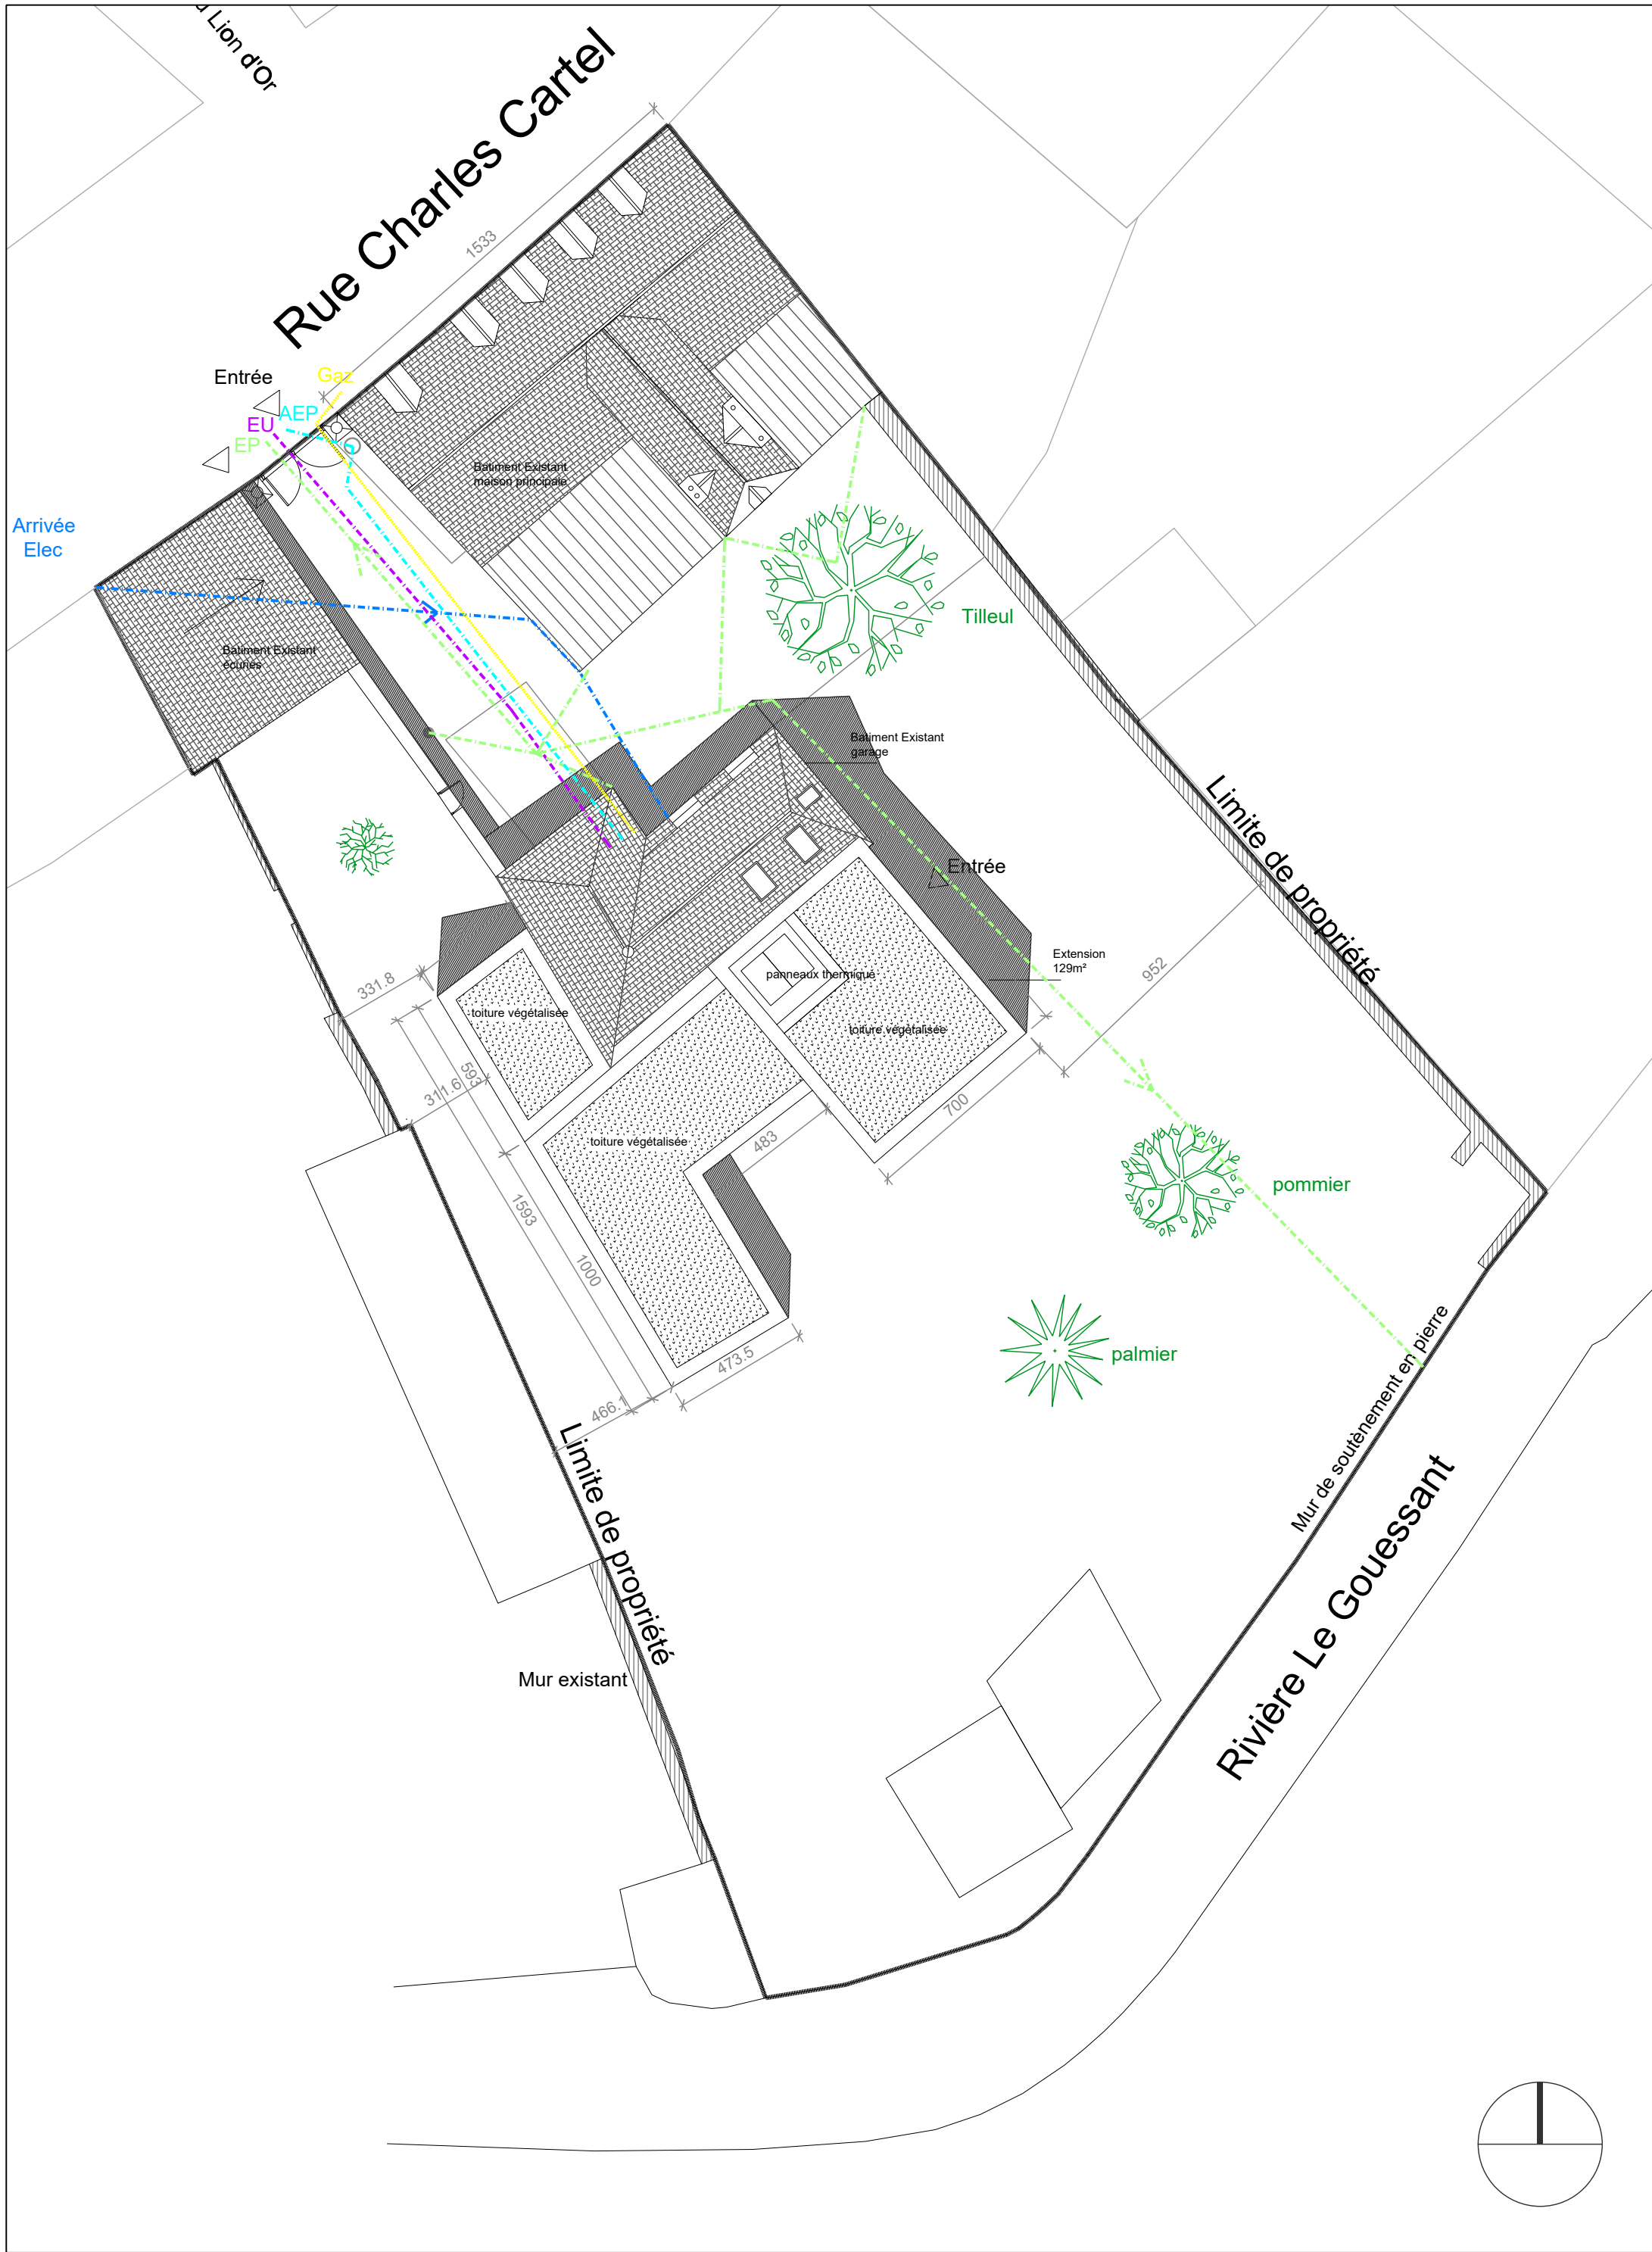 u Lion d'Or
Rue Charles Cartel
1533
Entrée
Gaz
AEP
EU
EP
Arrivée
Elec
Batiment Existant
maison principale
Batiment Existant
écuries
Tilleul
Batiment Existant
garage
Limite de propriété
Entrée
Extension
129m²
952
331.8
panneaux thermique
toiture végétalisée
toiture végétalisée
593
311.6
700
483
toiture végétalisée
pommier
1593
1000
473.5
466.1
palmier
Mur de soutènement en pierre
Limite de propriété
Rivière Le Gouessant
Mur existant